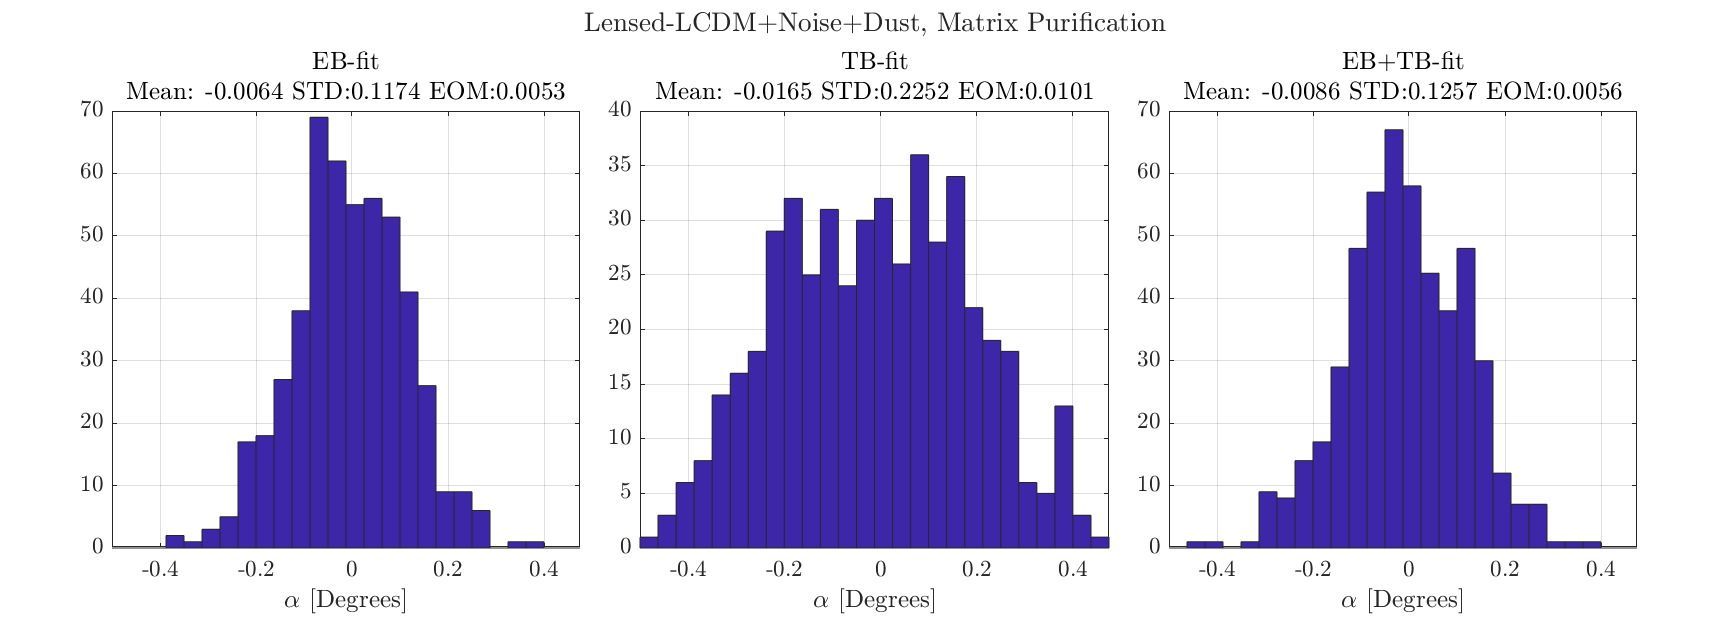 Lensed-LCDM+Noise+Dust, Matrix Purification
EB-fit
Mean: -0.0064 STD:0.1174 EOM:0.0053
70
60
50
40
30
20
10
0
-0.4 -0.2 0 0.2 0.4
α [Degrees]
TB-fit
Mean: -0.0165 STD:0.2252 EOM:0.0101
40
35
30
25
20
15
10
5
0
-0.4 -0.2 0 0.2 0.4
α [Degrees]
EB+TB-fit
Mean: -0.0086 STD:0.1257 EOM:0.0056
70
60
50
40
30
20
10
0
-0.4 -0.2 0 0.2 0.4
α [Degrees]